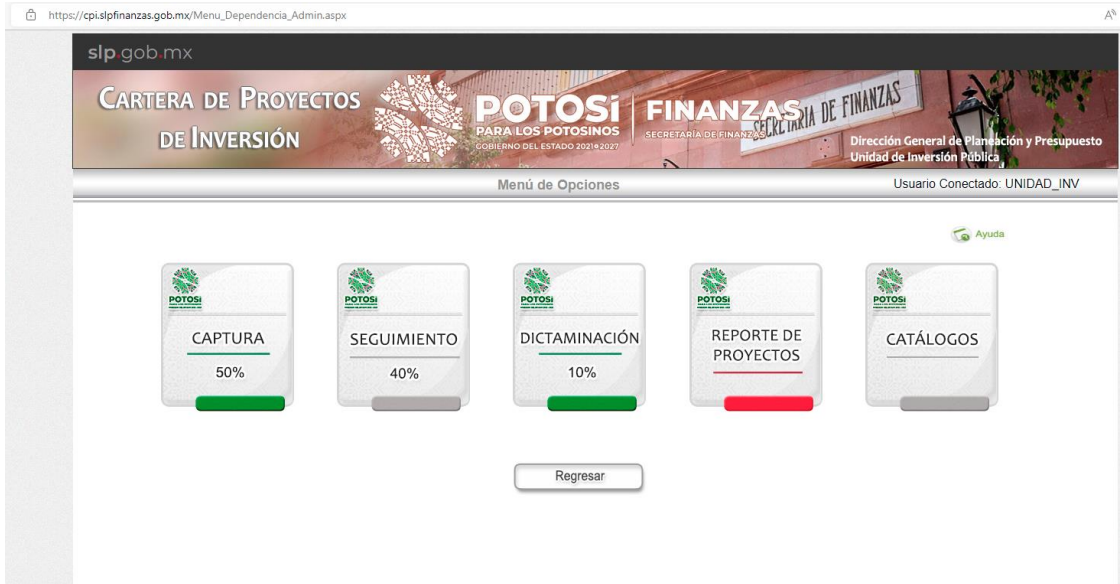 https://cpi.slpfinanzas.gob.mx/Menu_Dependencia_Admin.aspx
slp.gob.mx
CARTERA DE PROYECTOS
DE INVERSIÓN
POTOSÍ
PARA LOS POTOSINOS
GOBIERNO DEL ESTADO 2021•2027
FINANZAS
SECRETARÍA DE FINANZAS
SECRETARIA DE FINANZAS
Dirección General de Planeación y Presupuesto
Unidad de Inversión Pública
Menú de Opciones
Usuario Conectado: UNIDAD_INV
Ayuda
POTOSÍ
CAPTURA
50%
POTOSÍ
SEGUIMIENTO
40%
POTOSÍ
DICTAMINACIÓN
10%
POTOSÍ
REPORTE DE
PROYECTOS
POTOSÍ
CATÁLOGOS
Regresar